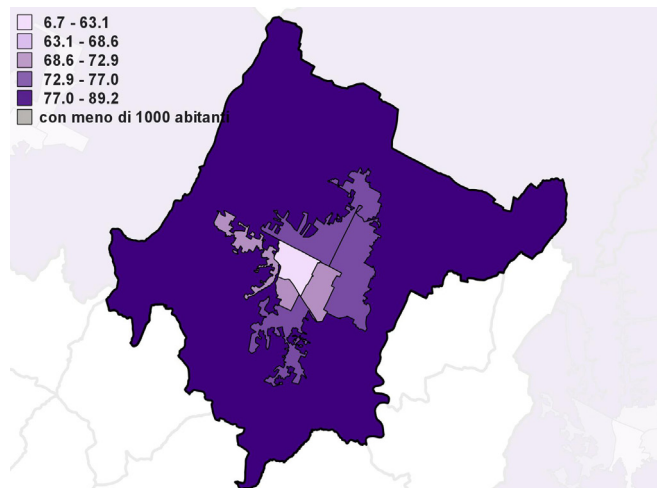 6.7 - 63.1
63.1 - 68.6
68.6 - 72.9
72.9 - 77.0
77.0 - 89.2
con meno di 1000 abitanti